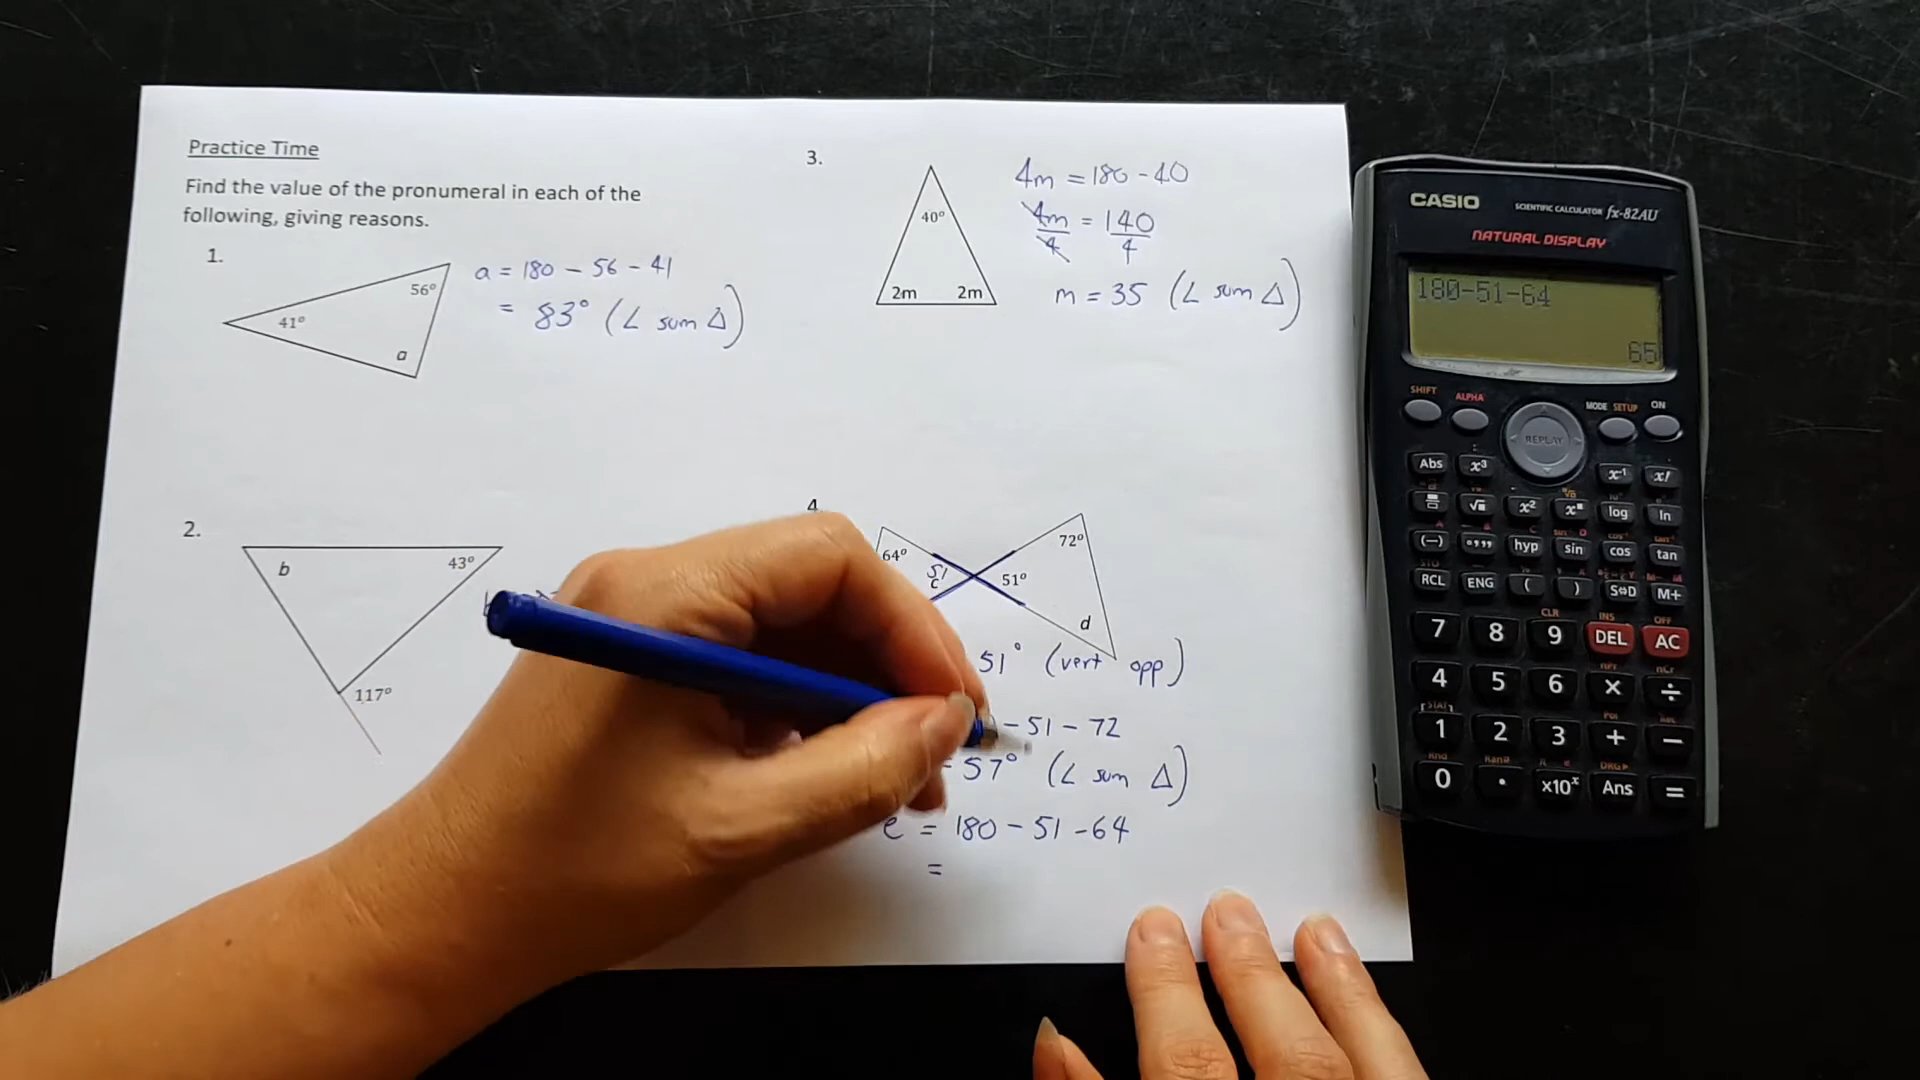 Practice Time
Find the value of the pronumeral in each of the
following, giving reasons.
1.
56°
41°
a
a = 180 - 56 - 41
= 83° (∠ sum △)
2.
b
43°
117°
3.
40°
2m 2m
4m = 180 - 40
4m/4 = 140/4
m = 35 (∠ sum △)
4
64°
51
c
51°
72°
d
51° (vert opp)
- 51 - 72
= 57° (∠ sum △)
e = 180 - 51 - 64
=
CASIO
SCIENTIFIC CALCULATOR fx-82AU
NATURAL DISPLAY
180-51-64
65
SHIFT ALPHA MODE SETUP ON
REPLAY
Abs x³ x⁻¹ x!
√ x² log ln
(—) °,,, hyp sin cos tan
RCL ENG ( ) S⇔D M+
CLR INS OFF
7 8 9 DEL AC
4 5 6 × ÷
1 2 3 + −
0 . ×10ˣ Ans =